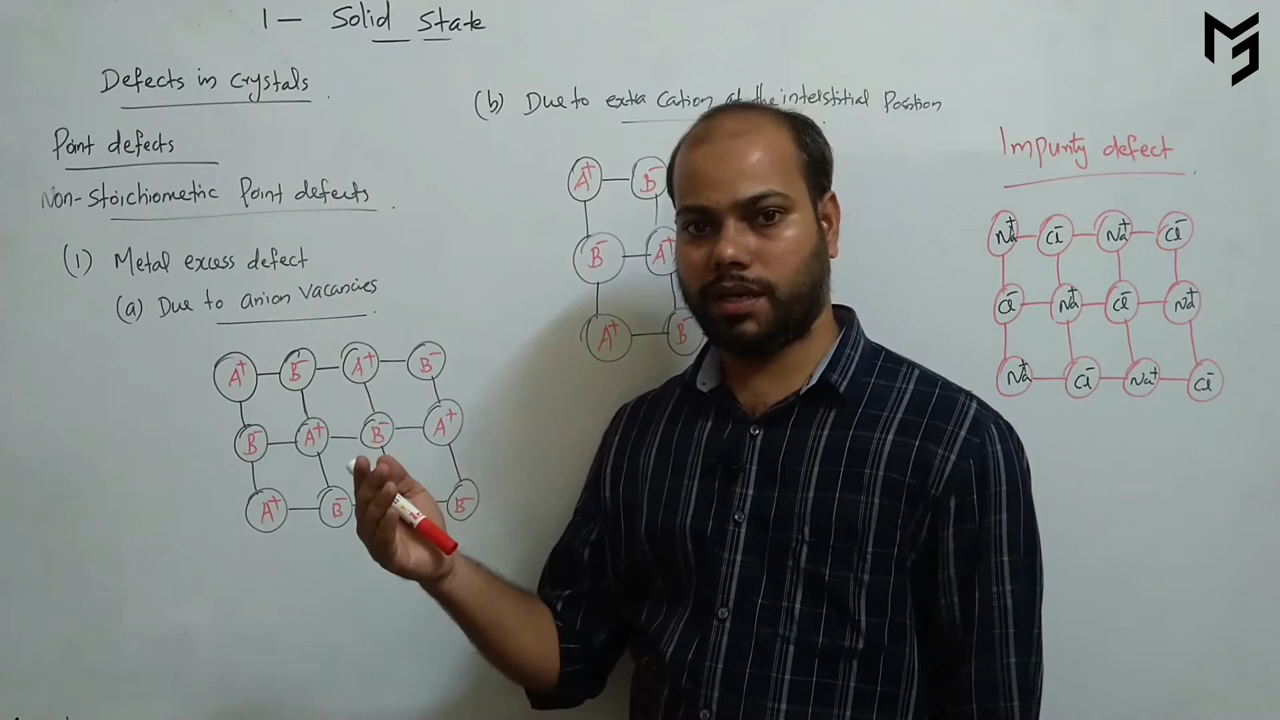 1 — Solid State
Defects in Crystals
Point defects
Non-Stoichiometric Point defects
(1) Metal excess defect
(a) Due to anion vacancies
A⁺ B⁻ A⁺ B⁻
B⁻ A⁺ B⁻ A⁺
A⁺ B⁻ B⁻
(b) Due to extra Cation at the interstitial Position
A⁺ B⁻
B⁻ A⁺
A⁺ B⁻
Impurity defect
Na⁺ Cl⁻ Na⁺ Cl⁻
Cl⁻ Na⁺ Cl⁻ Na⁺
Na⁺ Cl⁻ Na⁺ Cl⁻